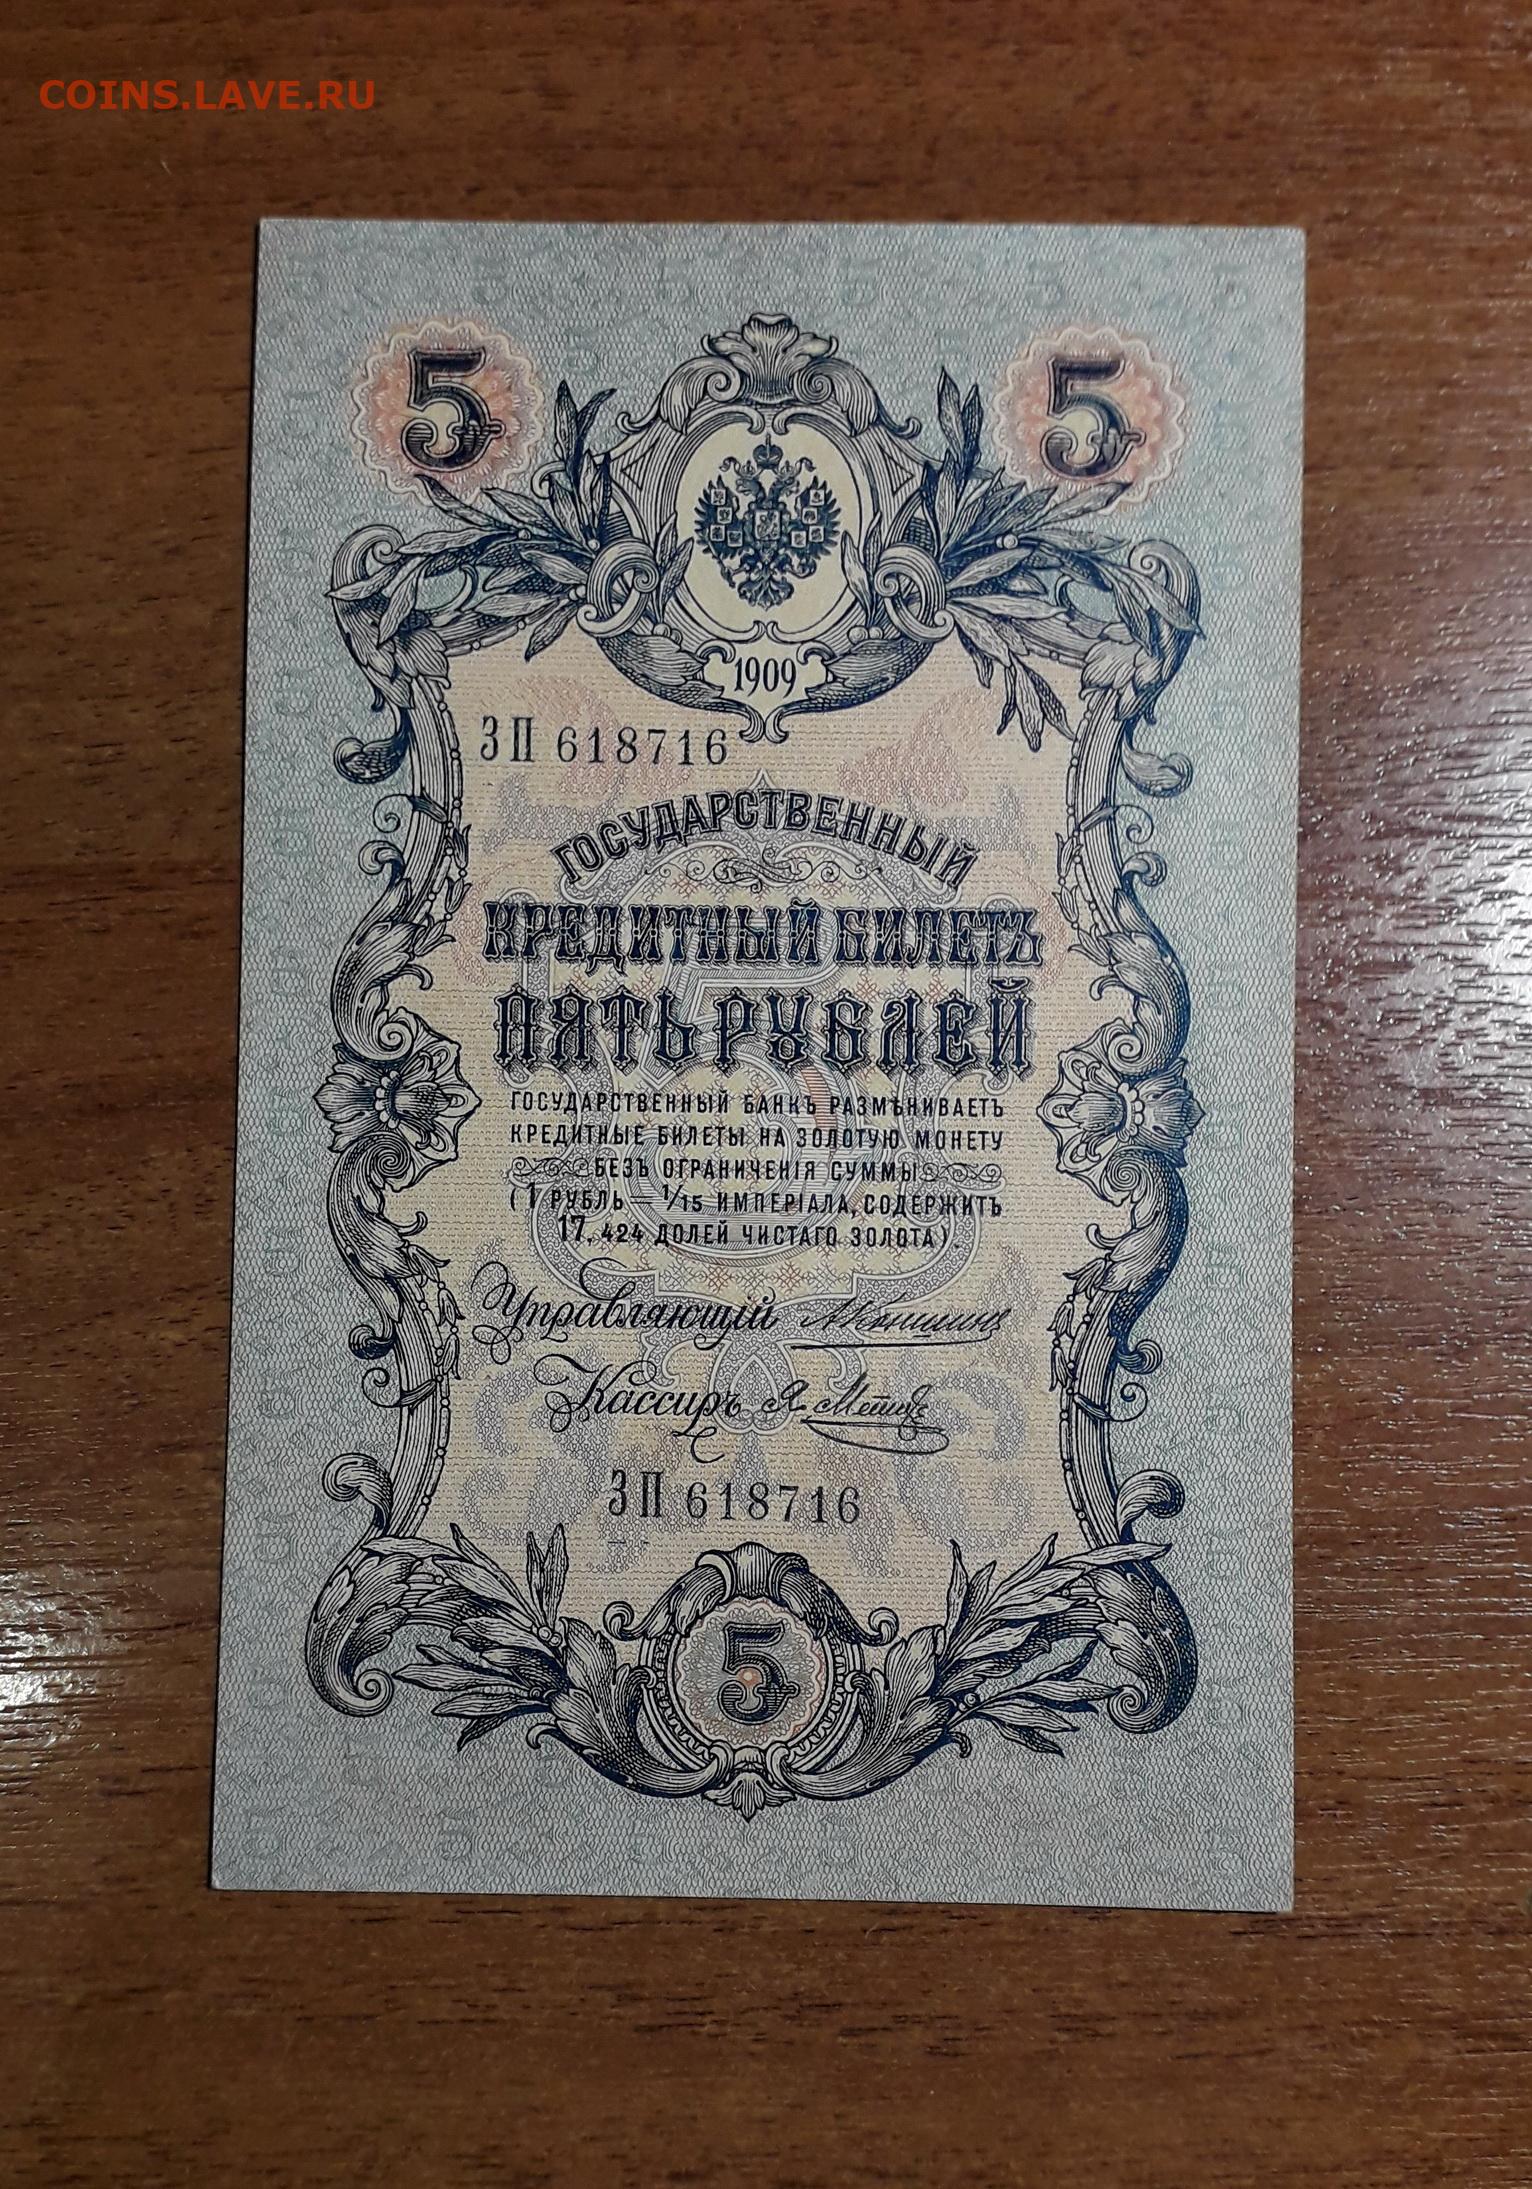 COINS.LAVE.RU
5 5
1909
ЗП 618716
ГОСУДАРСТВЕННЫЙ
КРЕДИТНЫЙ БИЛЕТЪ
ПЯТЬ РУБЛЕЙ
ГОСУДАРСТВЕННЫЙ БАНКЪ РАЗМѢНИВАЕТЪ
КРЕДИТНЫЕ БИЛЕТЫ НА ЗОЛОТУЮ МОНЕТУ
БЕЗЪ ОГРАНИЧЕНІЯ СУММЫ
(1 РУБЛЬ = 1/15 ИМПЕРІАЛА, СОДЕРЖИТЪ
17,424 ДОЛЕЙ ЧИСТАГО ЗОЛОТА).
Управляющій АКоншинъ
Кассиръ Я. Метцъ
ЗП 618716
5